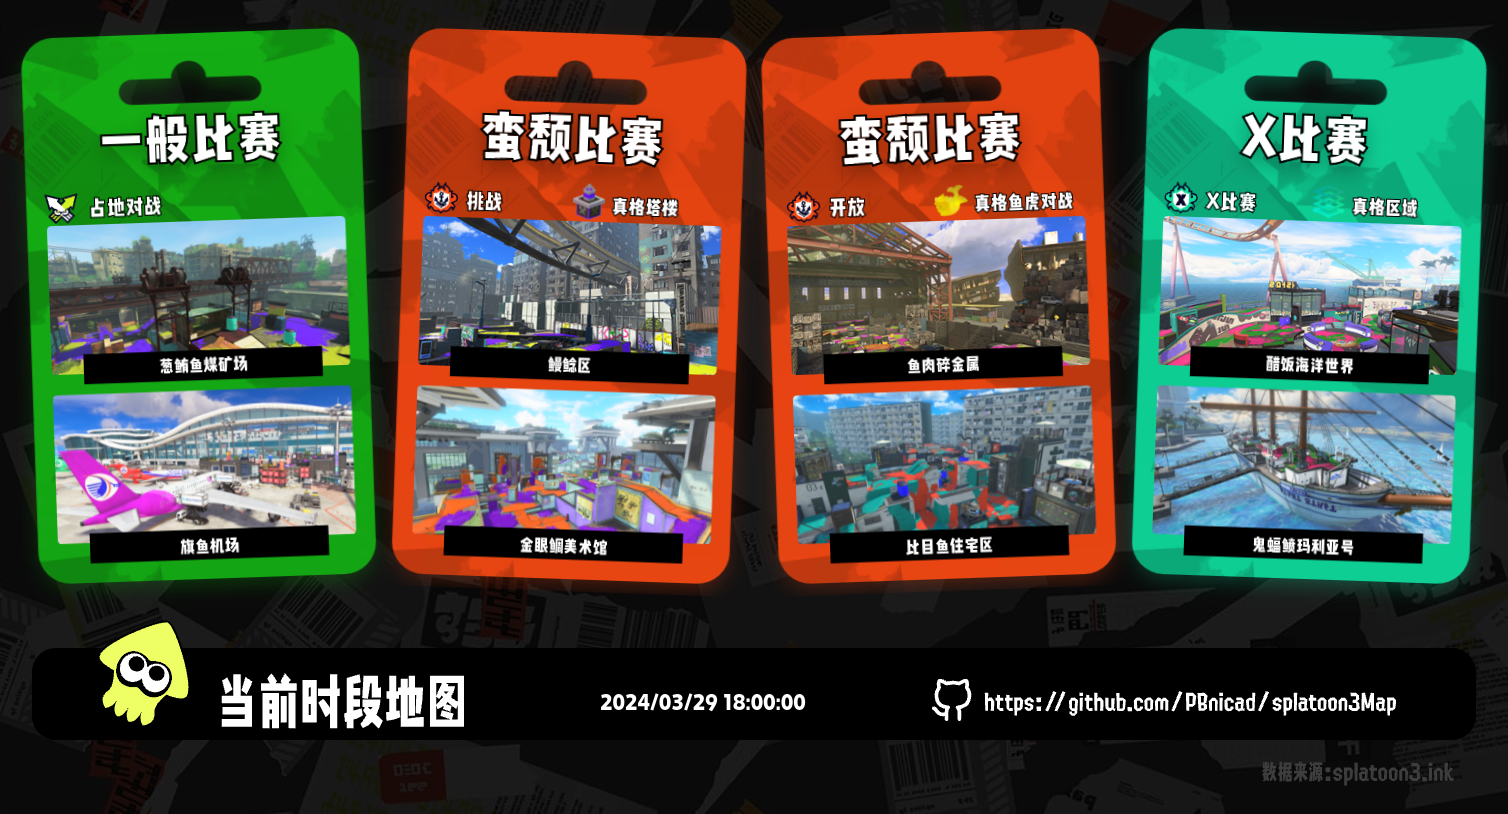 一般比赛
占地对战
葱鲔鱼煤矿场
旗鱼机场
蛮颓比赛
挑战
真格塔楼
鳗鲶区
金眼鲷美术馆
蛮颓比赛
开放
真格鱼虎对战
鱼肉碎金属
比目鱼住宅区
X比赛
X比赛
真格区域
醋饭海洋世界
鬼蝠鲼玛利亚号
当前时段地图
2024/03/29 18:00:00
https://github.com/PBnicad/splatoon3Map
数据来源:splatoon3.ink